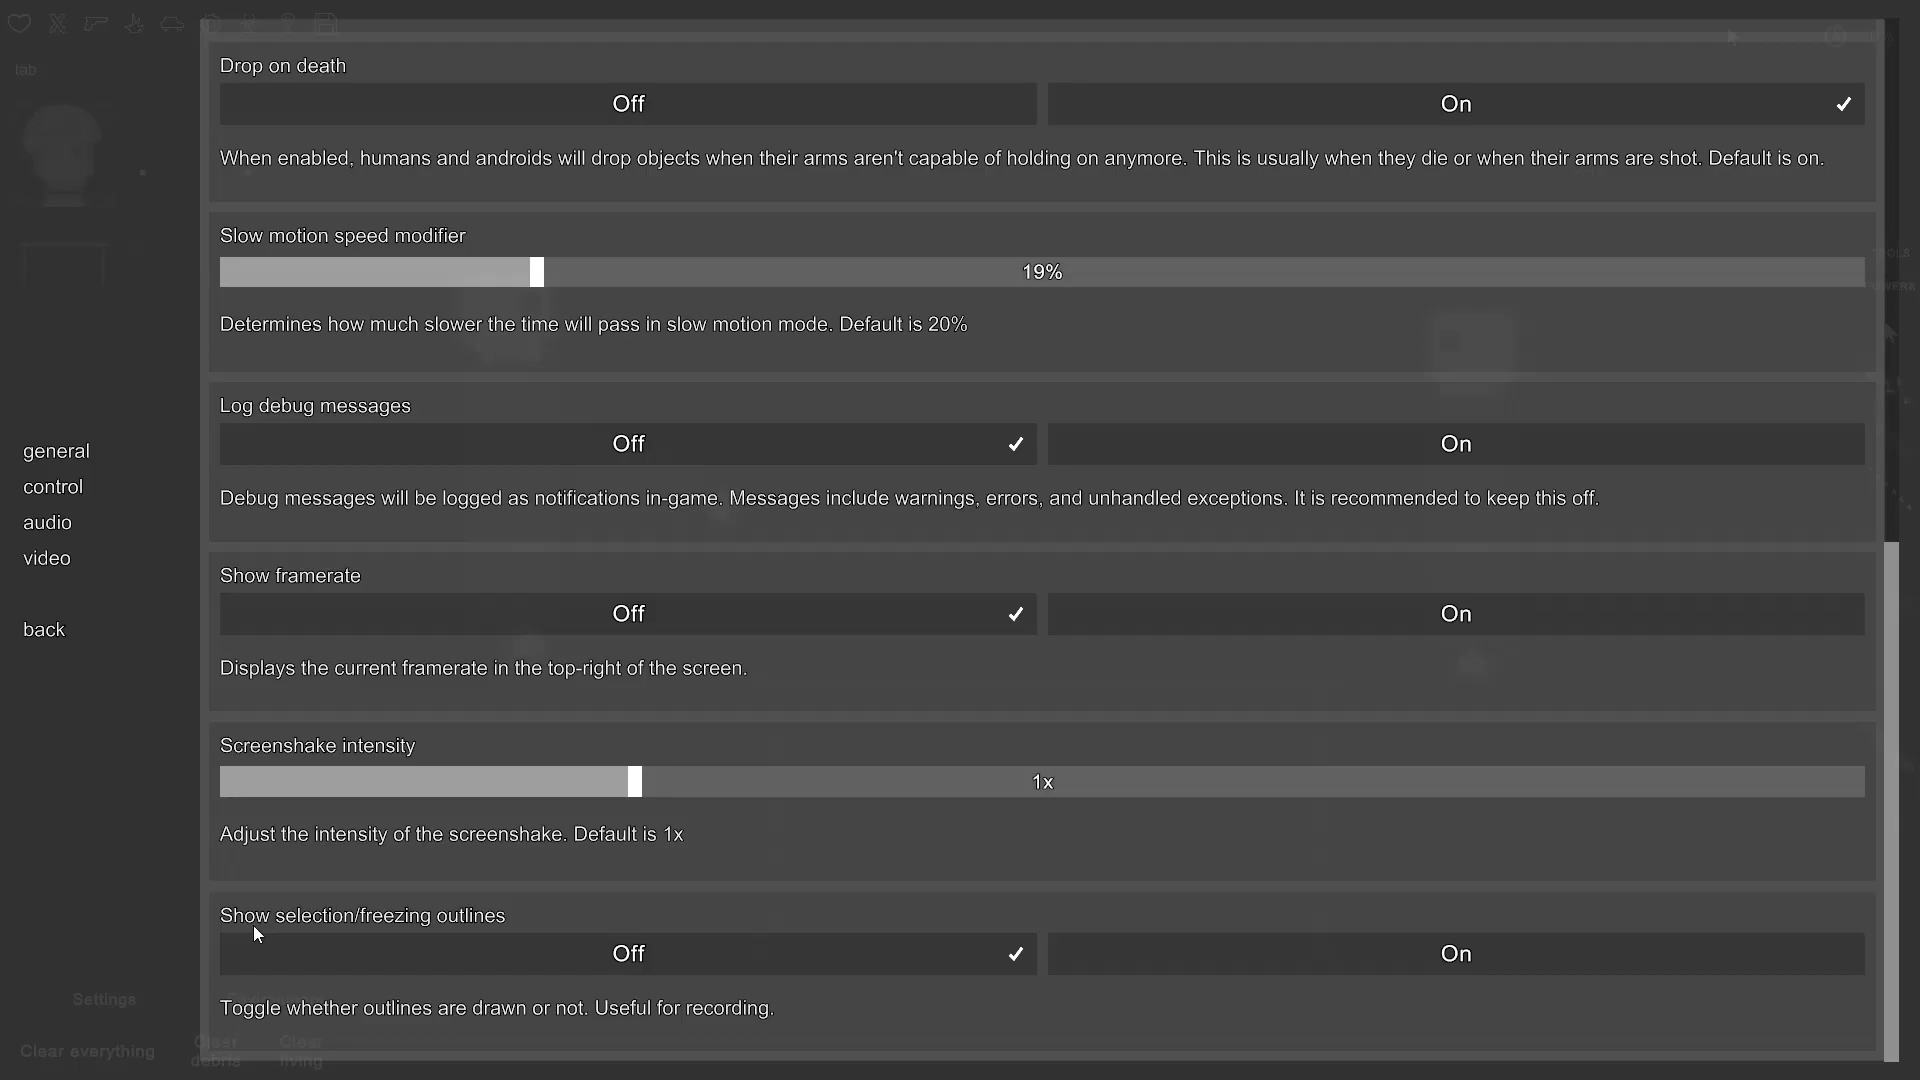 tab
Drop on death
Off
On
When enabled, humans and androids will drop objects when their arms aren't capable of holding on anymore. This is usually when they die or when their arms are shot. Default is on.
Slow motion speed modifier
19%
Determines how much slower the time will pass in slow motion mode. Default is 20%
Log debug messages
Off
On
Debug messages will be logged as notifications in-game. Messages include warnings, errors, and unhandled exceptions. It is recommended to keep this off.
general
control
audio
video
back
Show framerate
Off
On
Displays the current framerate in the top-right of the screen.
Screenshake intensity
1x
Adjust the intensity of the screenshake. Default is 1x
Show selection/freezing outlines
Off
On
Toggle whether outlines are drawn or not. Useful for recording.
Settings
Clear everything
Clear debris
Clear living